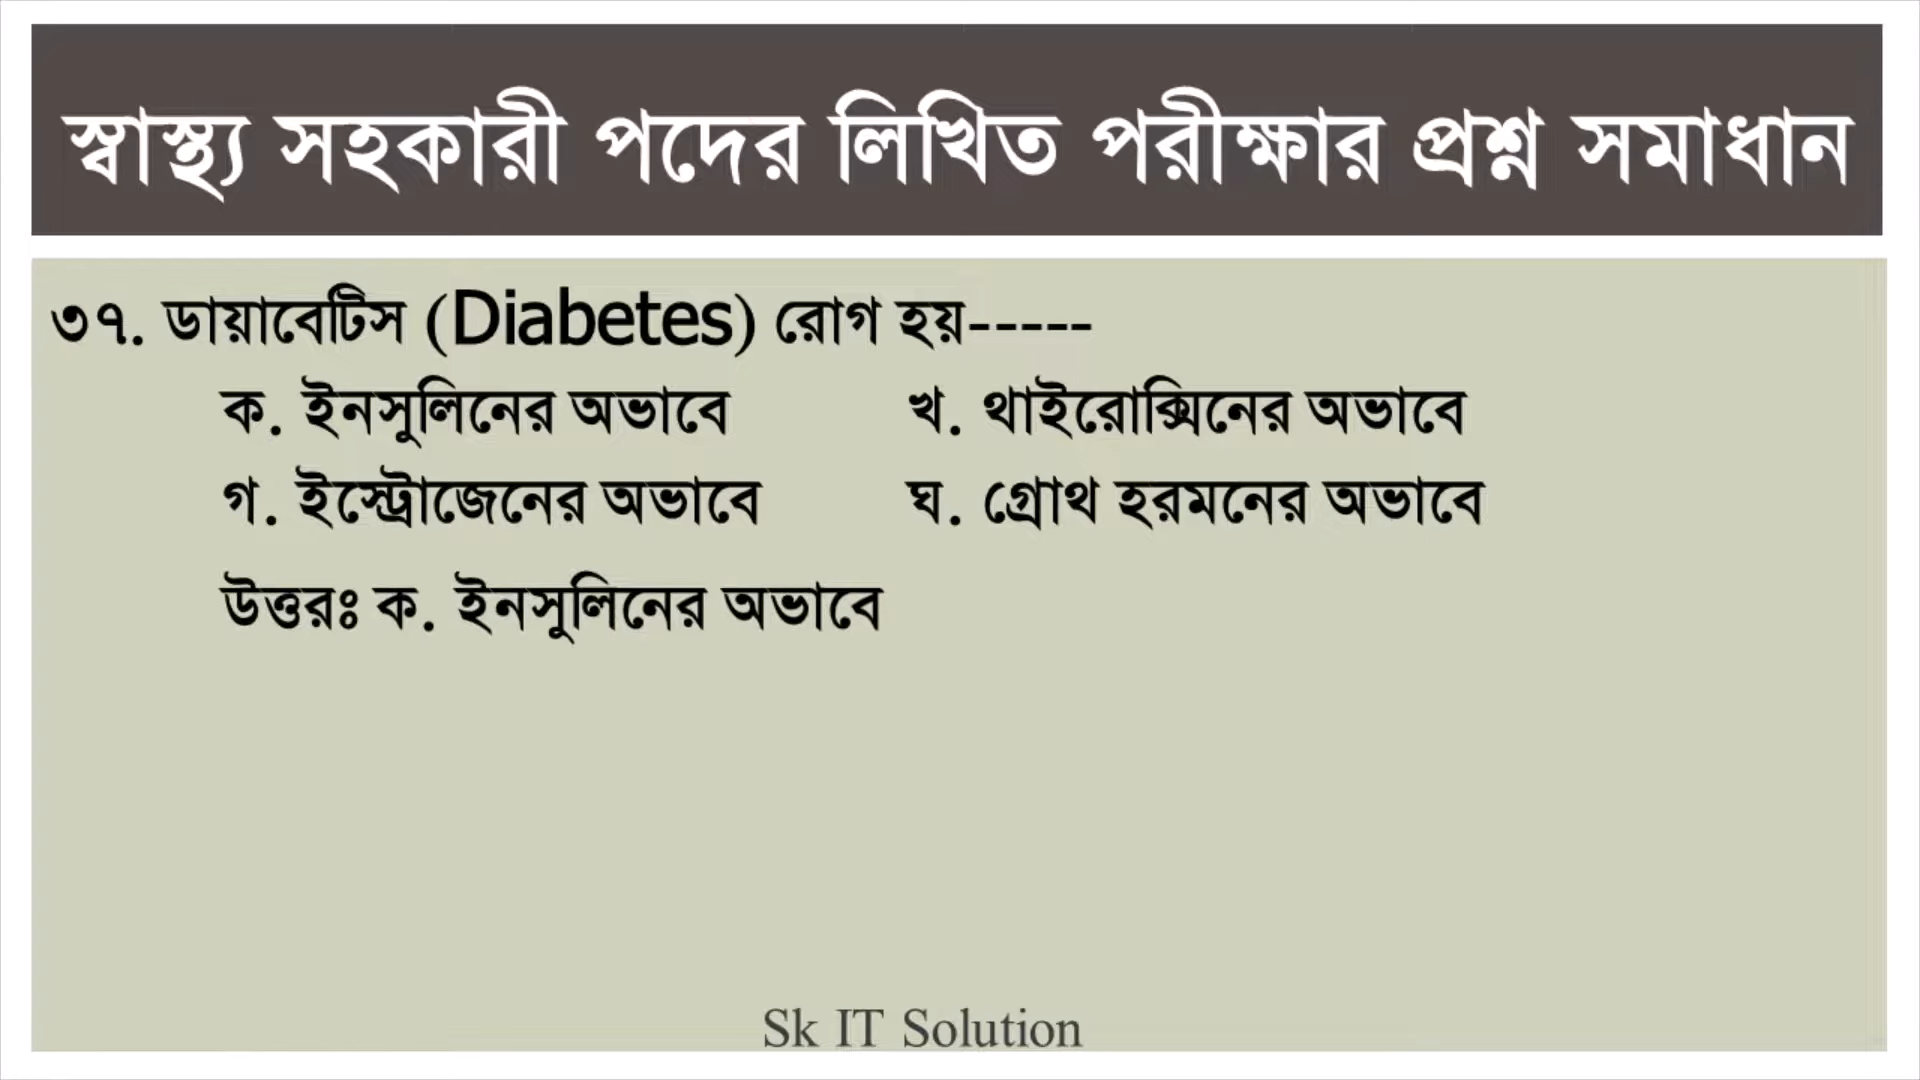 স্বাস্থ্য সহকারী পদের লিখিত পরীক্ষার প্রশ্ন সমাধান
৩৭. ডায়াবেটিস (Diabetes) রোগ হয়-----
ক. ইনসুলিনের অভাবে খ. থাইরোক্সিনের অভাবে
গ. ইস্ট্রোজেনের অভাবে ঘ. গ্রোথ হরমনের অভাবে
উত্তরঃ ক. ইনসুলিনের অভাবে
Sk IT Solution